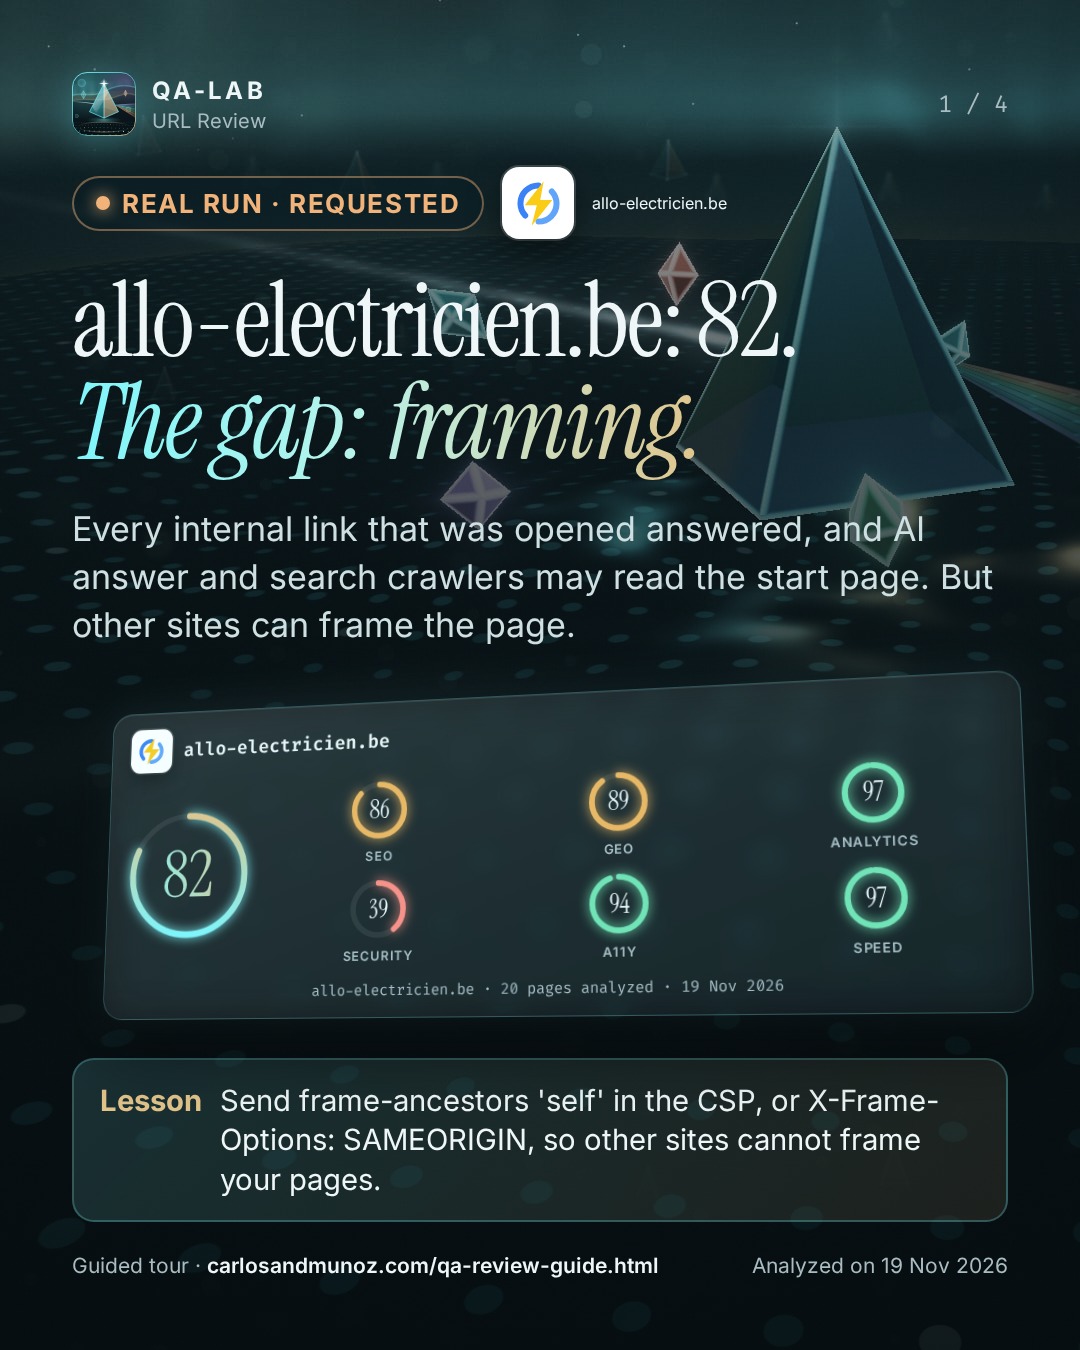 QA-LAB
URL Review
1 / 4
REAL RUN · REQUESTED
allo-electricien.be
allo-electricien.be: 82.
The gap: framing.
Every internal link that was opened answered, and AI
answer and search crawlers may read the start page. But
other sites can frame the page.
allo-electricien.be
82
86
SEO
89
GEO
97
ANALYTICS
39
SECURITY
94
A11Y
97
SPEED
allo-electricien.be · 20 pages analyzed · 19 Nov 2026
Lesson
Send frame-ancestors 'self' in the CSP, or X-Frame-
Options: SAMEORIGIN, so other sites cannot frame
your pages.
Guided tour · carlosandmunoz.com/qa-review-guide.html
Analyzed on 19 Nov 2026